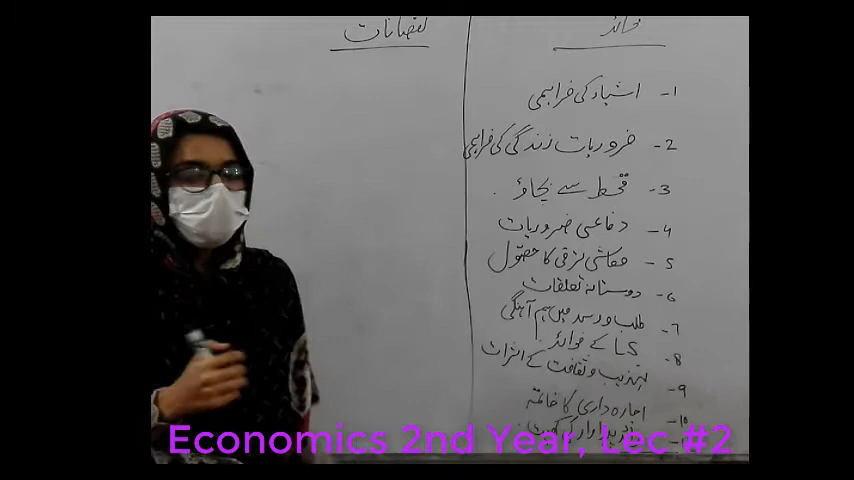 فوائد
نقصانات
1- اشیاء کی فراہمی
2- ضروریات زندگی کی فراہمی
3- قحط سے بچاؤ
4- دفاعی ضروریات
5- معاشی ترقی کا حصول
6- دوستانہ تعلقات
7- طلب و رسد میں ہم آہنگی
8- LS کے فوائد
9- تہذیب و ثقافت کے اثرات
10- اجارہ داری کا خاتمہ
Economics 2nd Year, Lec #2